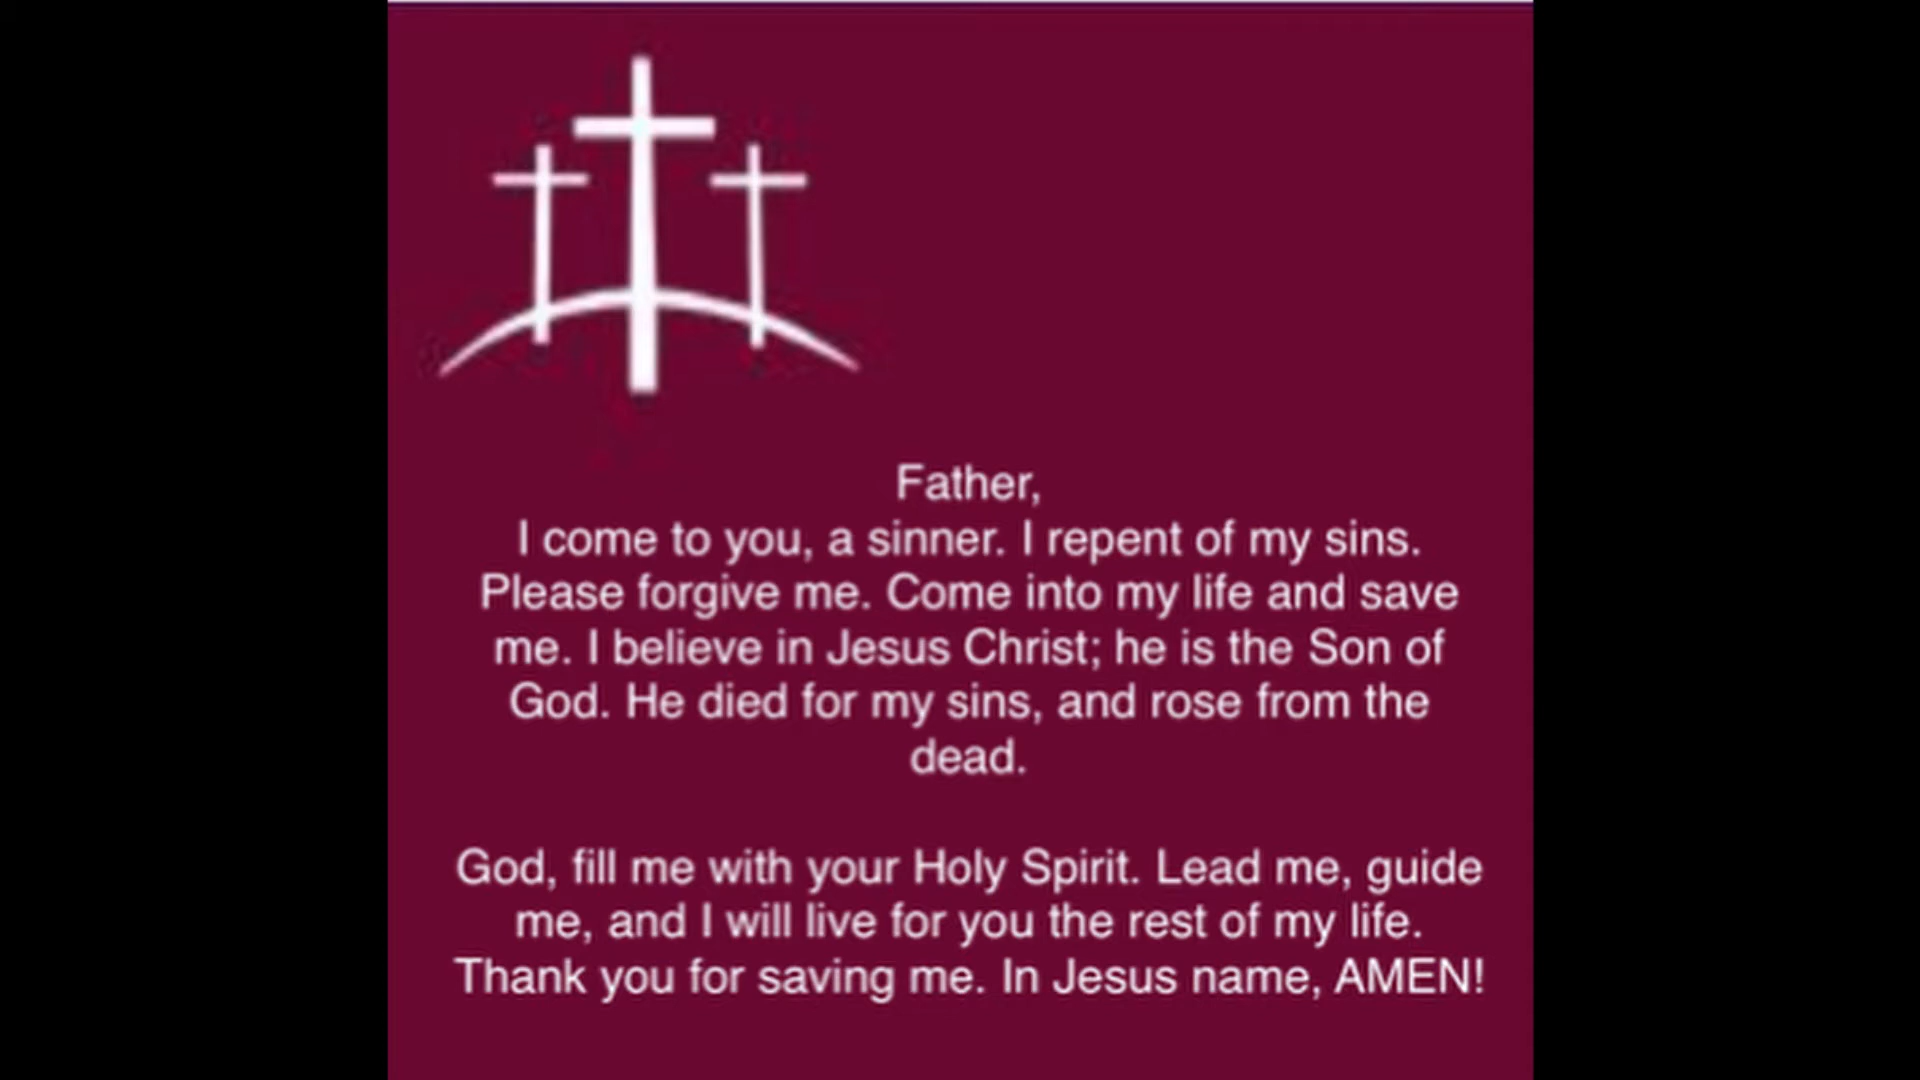 Father,
I come to you, a sinner. I repent of my sins.
Please forgive me. Come into my life and save
me. I believe in Jesus Christ; he is the Son of
God. He died for my sins, and rose from the
dead.
God, fill me with your Holy Spirit. Lead me, guide
me, and I will live for you the rest of my life.
Thank you for saving me. In Jesus name, AMEN!